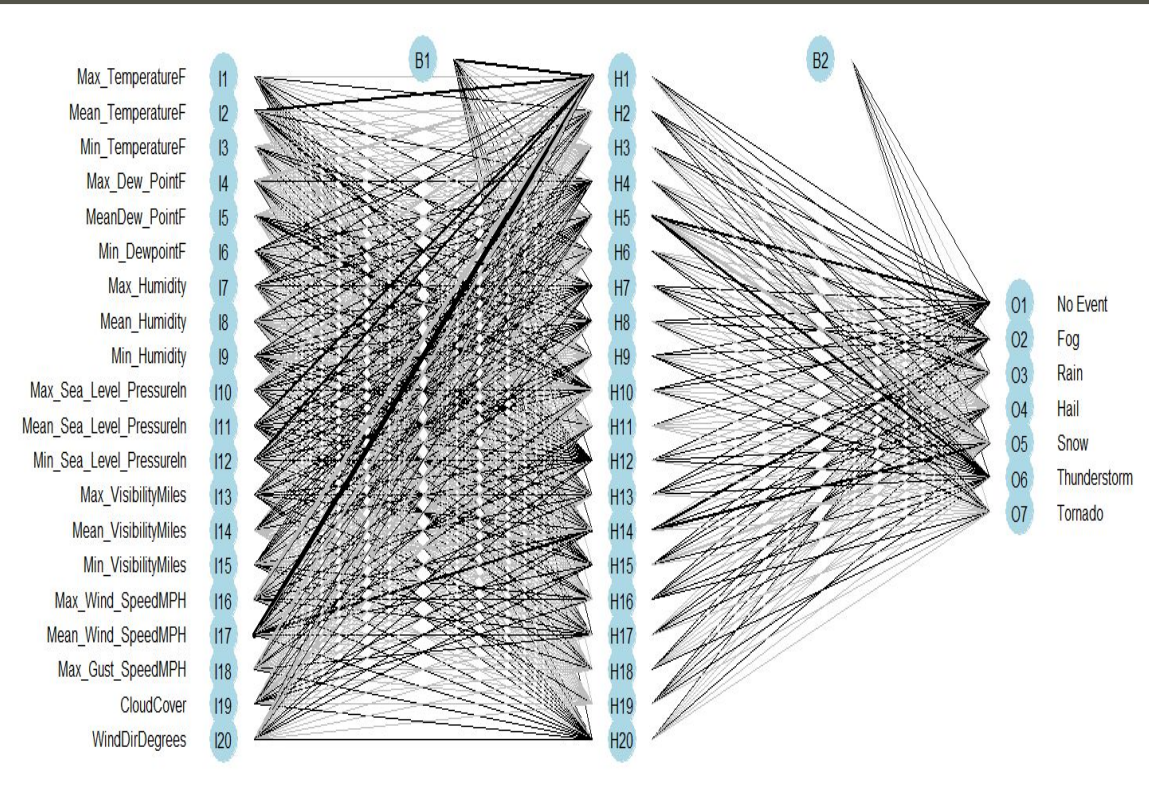 B1 B2
Max_TemperatureF I1 H1
Mean_TemperatureF I2 H2
Min_TemperatureF I3 H3
Max_Dew_PointF I4 H4
MeanDew_PointF I5 H5
Min_DewpointF I6 H6
Max_Humidity I7 H7
O1 No Event
Mean_Humidity I8 H8
O2 Fog
Min_Humidity I9 H9
O3 Rain
Max_Sea_Level_PressureIn I10 H10
O4 Hail
Mean_Sea_Level_PressureIn I11 H11
O5 Snow
Min_Sea_Level_PressureIn I12 H12
O6 Thunderstorm
Max_VisibilityMiles I13 H13
O7 Tornado
Mean_VisibilityMiles I14 H14
Min_VisibilityMiles I15 H15
Max_Wind_SpeedMPH I16 H16
Mean_Wind_SpeedMPH I17 H17
Max_Gust_SpeedMPH I18 H18
CloudCover I19 H19
WindDirDegrees I20 H20